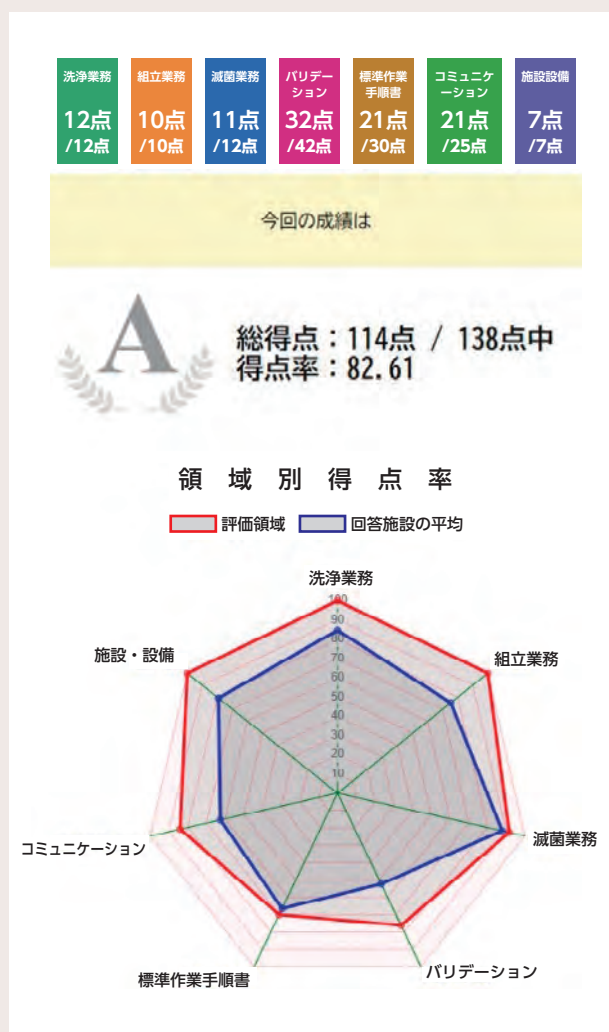 洗浄業務
12点
/12点
組立業務
10点
/10点
滅菌業務
11点
/12点
バリデー
ション
32点
/42点
標準作業
手順書
21点
/30点
コミュニケ
ーション
21点
/25点
施設設備
7点
/7点
今回の成績は
A
総得点：114点 / 138点中
得点率：82.61
領域別得点率
評価領域
回答施設の平均
洗浄業務
100
90
80
70
60
50
40
30
20
10
組立業務
滅菌業務
バリデーション
標準作業手順書
コミュニケーション
施設・設備